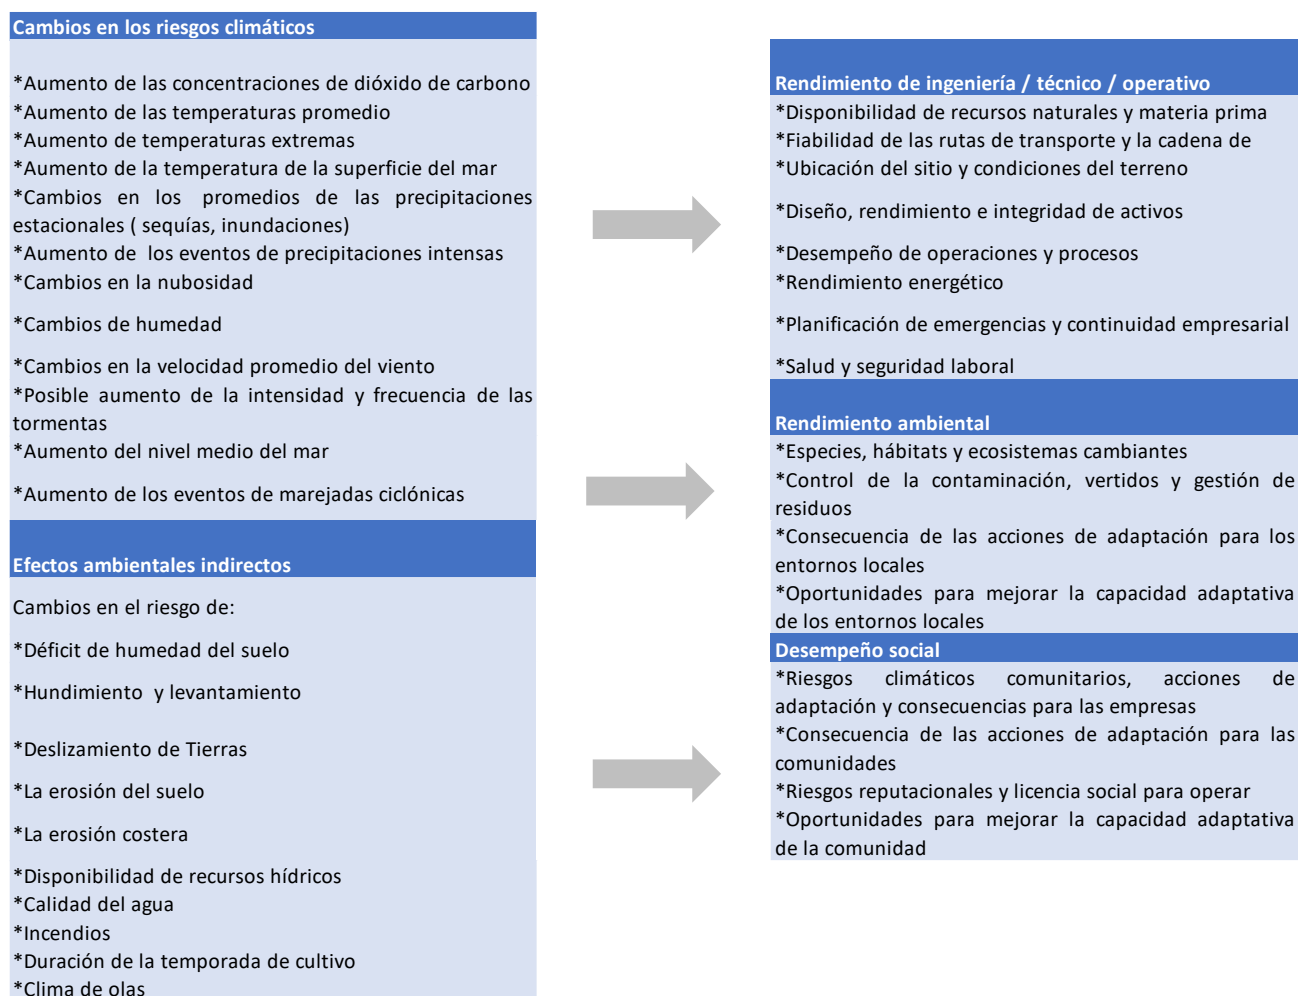 Cambios en los riesgos climáticos
*Aumento de las concentraciones de dióxido de carbono
*Aumento de las temperaturas promedio
*Aumento de temperaturas extremas
*Aumento de la temperatura de la superficie del mar
*Cambios en los promedios de las precipitaciones
estacionales ( sequías, inundaciones)
*Aumento de los eventos de precipitaciones intensas
*Cambios en la nubosidad
*Cambios de humedad
*Cambios en la velocidad promedio del viento
*Posible aumento de la intensidad y frecuencia de las
tormentas
*Aumento del nivel medio del mar
*Aumento de los eventos de marejadas ciclónicas
Efectos ambientales indirectos
Cambios en el riesgo de:
*Déficit de humedad del suelo
*Hundimiento y levantamiento
*Deslizamiento de Tierras
*La erosión del suelo
*La erosión costera
*Disponibilidad de recursos hídricos
*Calidad del agua
*Incendios
*Duración de la temporada de cultivo
*Clima de olas
Rendimiento de ingeniería / técnico / operativo
*Disponibilidad de recursos naturales y materia prima
*Fiabilidad de las rutas de transporte y la cadena de
*Ubicación del sitio y condiciones del terreno
*Diseño, rendimiento e integridad de activos
*Desempeño de operaciones y procesos
*Rendimiento energético
*Planificación de emergencias y continuidad empresarial
*Salud y seguridad laboral
Rendimiento ambiental
*Especies, hábitats y ecosistemas cambiantes
*Control de la contaminación, vertidos y gestión de
residuos
*Consecuencia de las acciones de adaptación para los
entornos locales
*Oportunidades para mejorar la capacidad adaptativa
de los entornos locales
Desempeño social
*Riesgos climáticos comunitarios, acciones de
adaptación y consecuencias para las empresas
*Consecuencia de las acciones de adaptación para las
comunidades
*Riesgos reputacionales y licencia social para operar
*Oportunidades para mejorar la capacidad adaptativa
de la comunidad